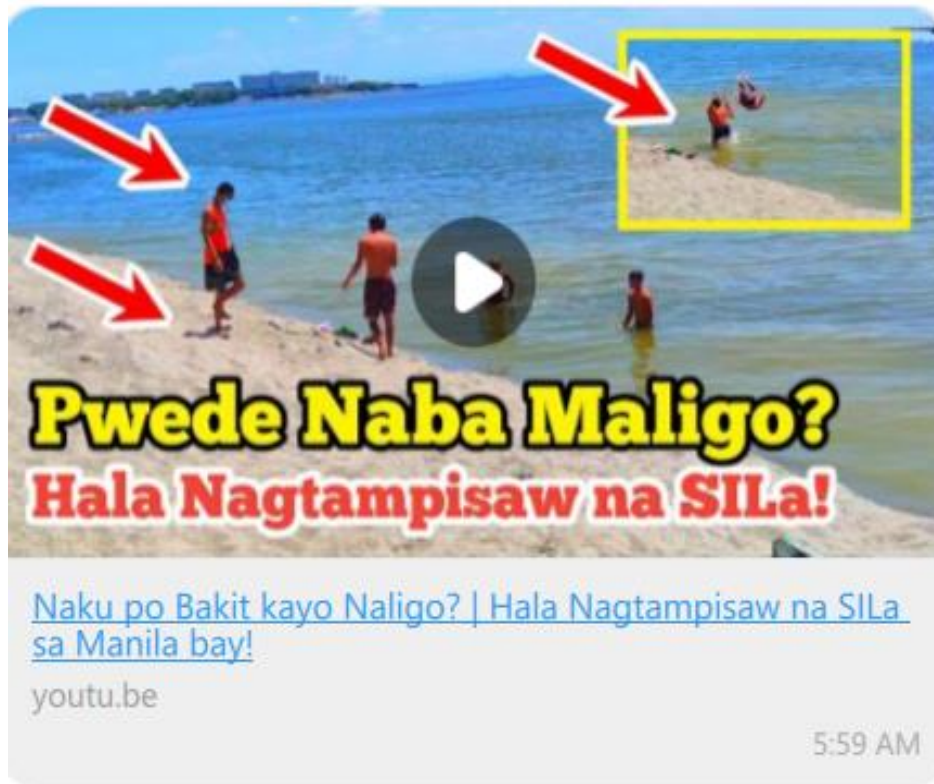 Pwede Naba Maligo?
Hala Nagtampisaw na SILa!
Naku po Bakit kayo Naligo? | Hala Nagtampisaw na SILa
sa Manila bay!
youtu.be
5:59 AM